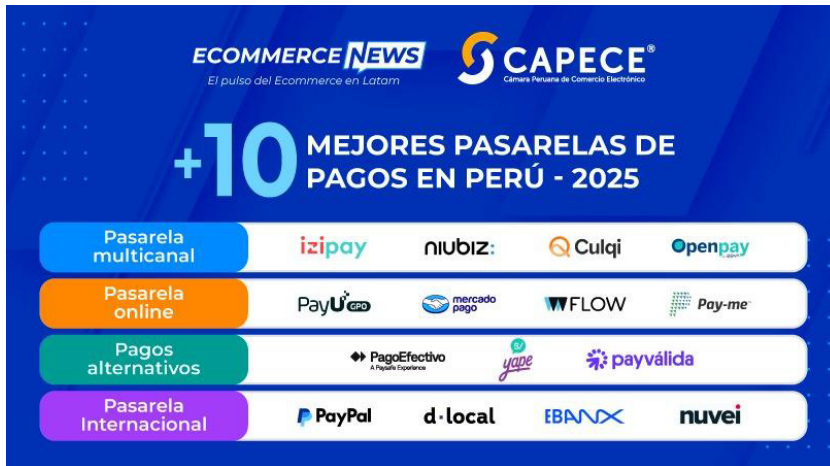 ECOMMERCE NEWS
El pulso del Ecommerce en Latam
CAPECE®
Cámara Peruana de Comercio Electrónico
+10 MEJORES PASARELAS DE
PAGOS EN PERÚ - 2025
Pasarela
multicanal
izipay niubiz: Culqi Openpay
Pasarela
online
PayU GPO mercado
pago
FLOW Pay-me
Pagos
alternativos
PagoEfectivo
A Paysafe Experience
S/
yape
payválida
Pasarela
Internacional
PayPal d·local EBANX nuvei